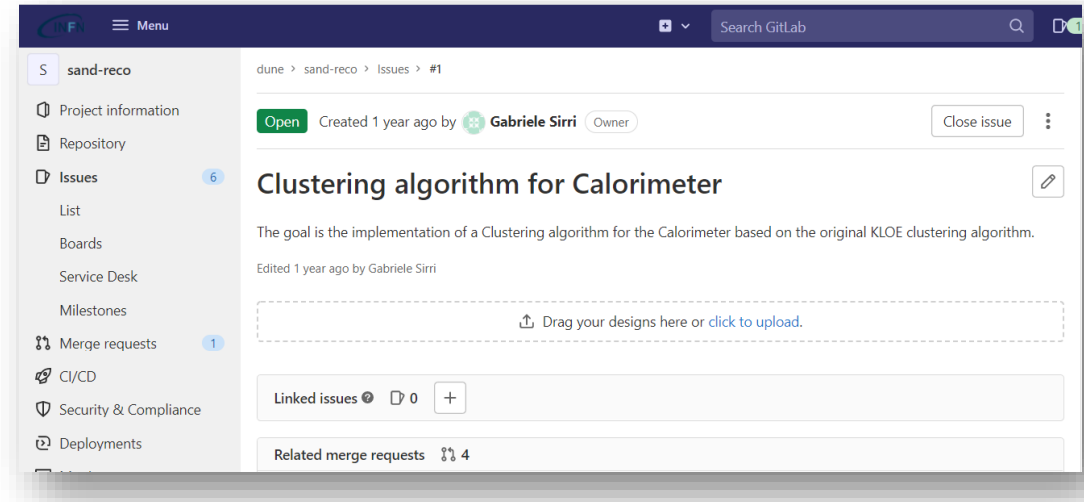 INFN Menu Search GitLab 1
S sand-reco
dune > sand-reco > Issues > #1
Project information
Open Created 1 year ago by Gabriele Sirri Owner Close issue
Repository
Issues 6
Clustering algorithm for Calorimeter
List
The goal is the implementation of a Clustering algorithm for the Calorimeter based on the original KLOE clustering algorithm.
Boards
Edited 1 year ago by Gabriele Sirri
Service Desk
Milestones
Drag your designs here or click to upload.
Merge requests 1
CI/CD
Linked issues 0
Security & Compliance
Deployments
Related merge requests 4